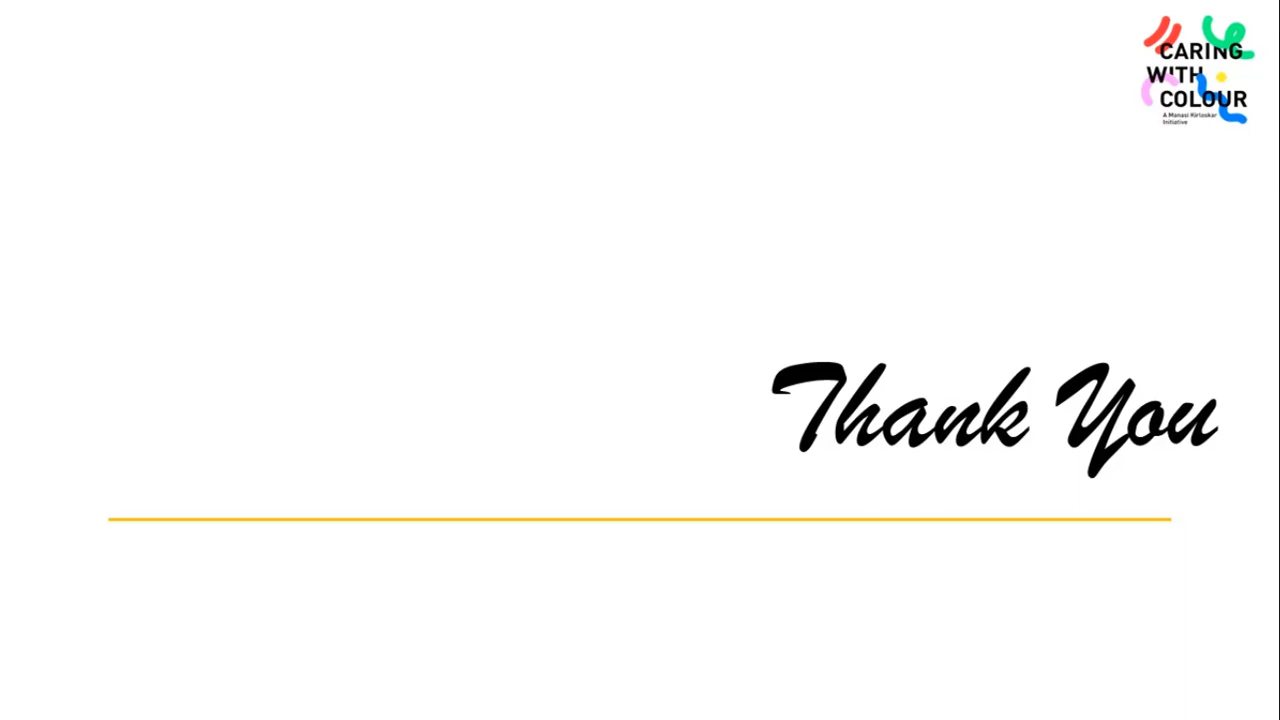 CARING
WITH
COLOUR
A Manasi Kirloskar
Initiative
Thank You